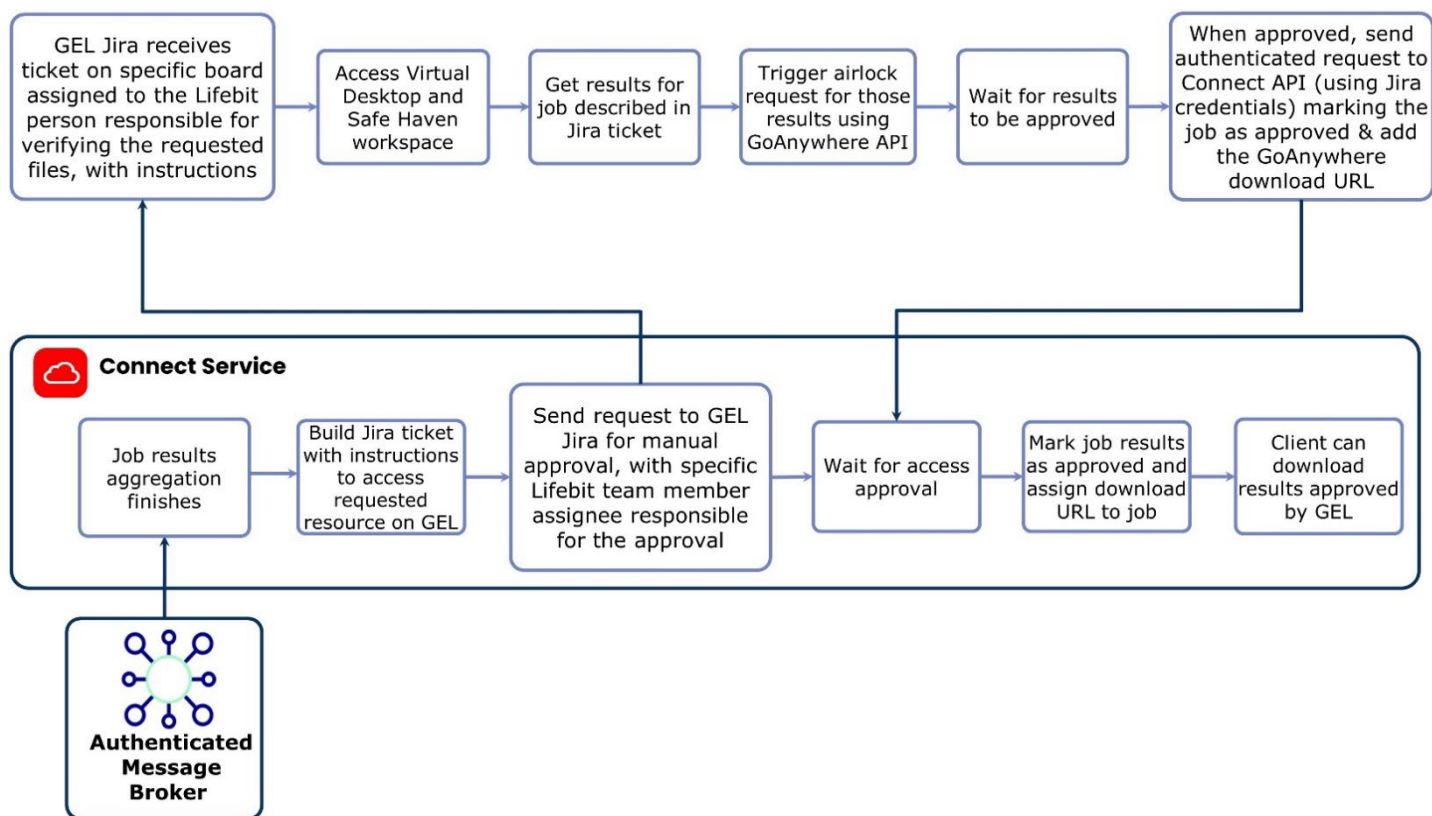 GEL Jira receives
ticket on specific board
assigned to the Lifebit
person responsible for
verifying the requested
files, with instructions
Access Virtual
Desktop and
Safe Haven
workspace
Get results for
job described in
Jira ticket
Trigger airlock
request for those
results using
GoAnywhere API
Wait for results
to be approved
When approved, send
authenticated request to
Connect API (using Jira
credentials) marking the
job as approved & add
the GoAnywhere
download URL
Connect Service
Job results
aggregation
finishes
Build Jira ticket
with instructions
to access
requested
resource on GEL
Send request to GEL
Jira for manual
approval, with specific
Lifebit team member
assignee responsible
for the approval
Wait for access
approval
Mark job results
as approved and
assign download
URL to job
Client can
download
results approved
by GEL
Authenticated
Message
Broker